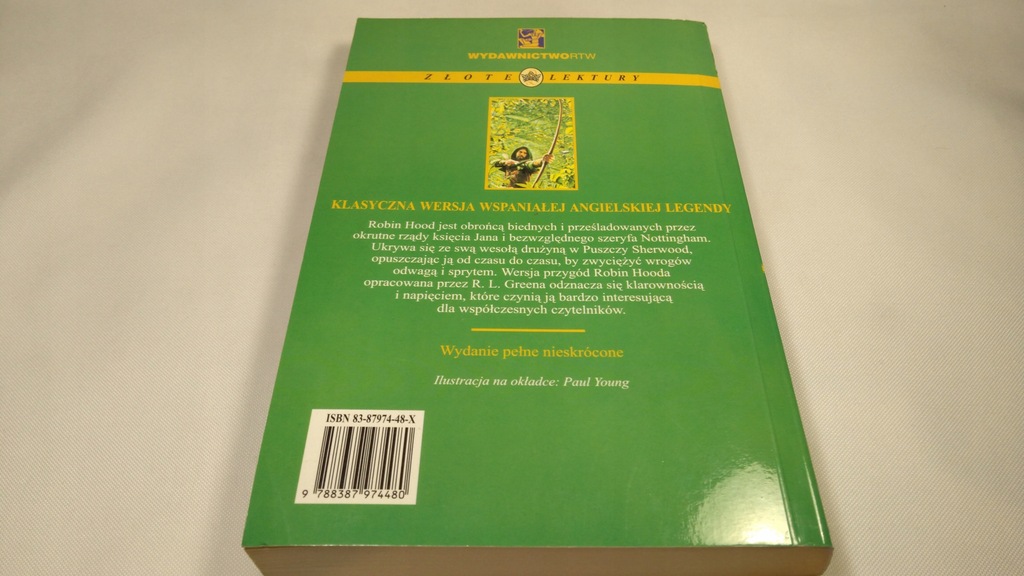 WYDAWNICTWORTW
ZŁOTE LEKTURY
KLASYCZNA WERSJA WSPANIAŁEJ ANGIELSKIEJ LEGENDY
Robin Hood jest obrońcą biednych i prześladowanych przez
okrutne rządy księcia Jana i bezwzględnego szeryfa Nottingham.
Ukrywa się ze swą wesołą drużyną w Puszczy Sherwood,
opuszczając ją od czasu do czasu, by zwyciężyć wrogów
odwagą i sprytem. Wersja przygód Robin Hooda
opracowana przez R. L. Greena odznacza się klarownością
i napięciem, które czynią ją bardzo interesującą
dla współczesnych czytelników.
Wydanie pełne nieskrócone
Ilustracja na okładce: Paul Young
ISBN 83-87974-48-X
9 788387 974480